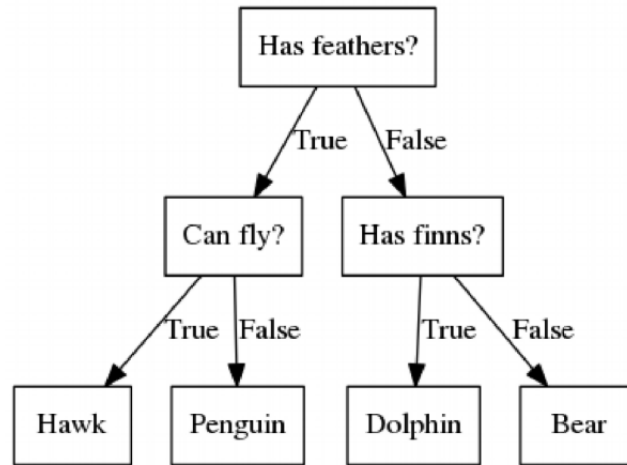 Has feathers?
True
False
Can fly?
Has finns?
True
False
True
False
Hawk
Penguin
Dolphin
Bear